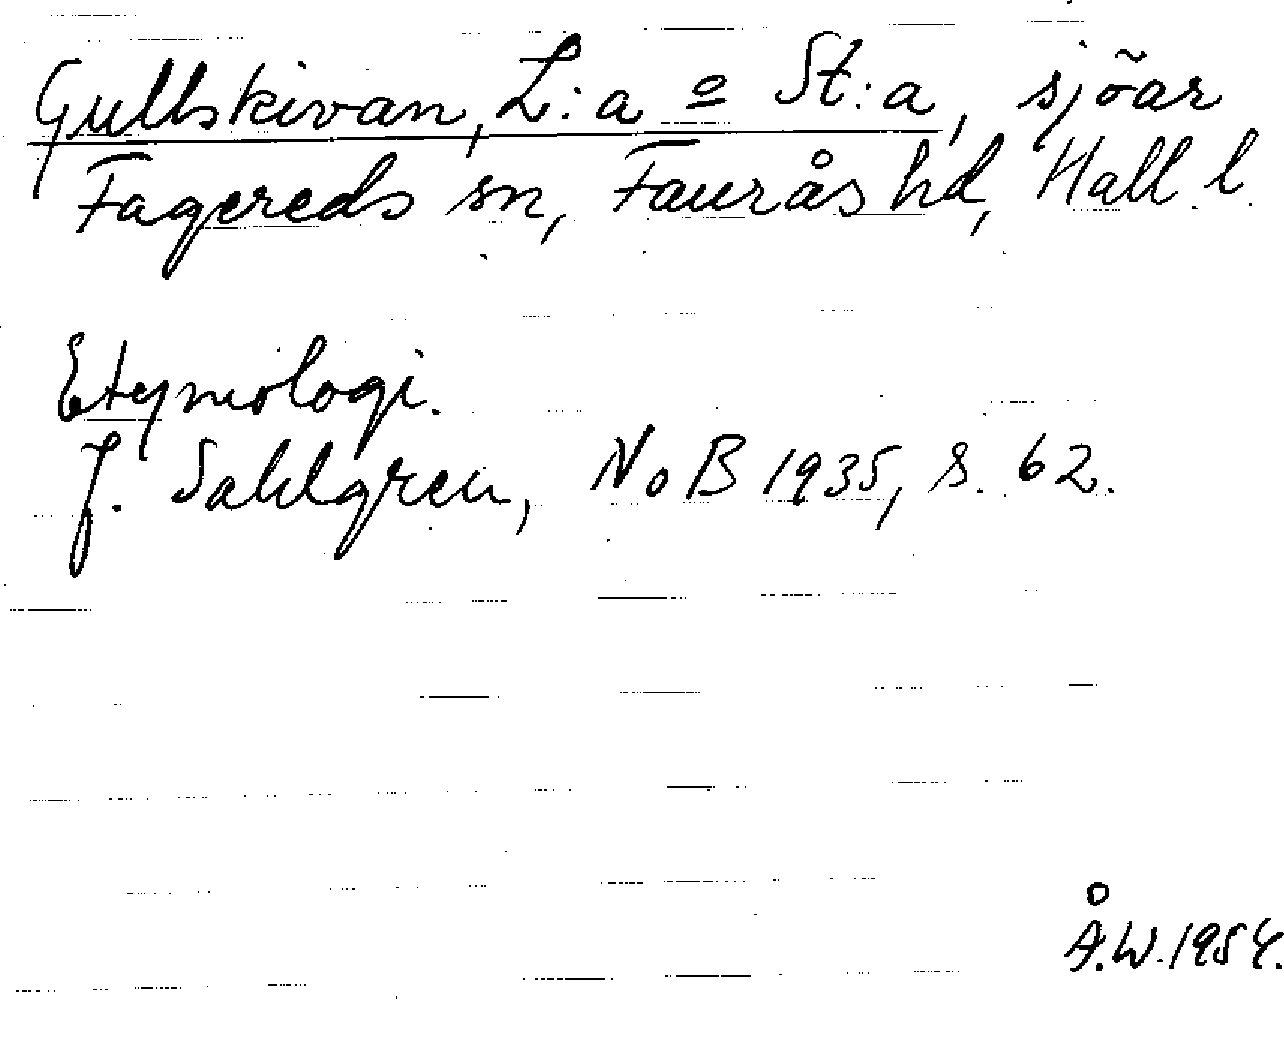 Gullskivan, L:a o St:a, sjöar
Fagereds sn, Faurås hd, Hall. l.
Etymologi.
J. Sahlgren, NoB 1935, s. 62.
Å.W. 1954.